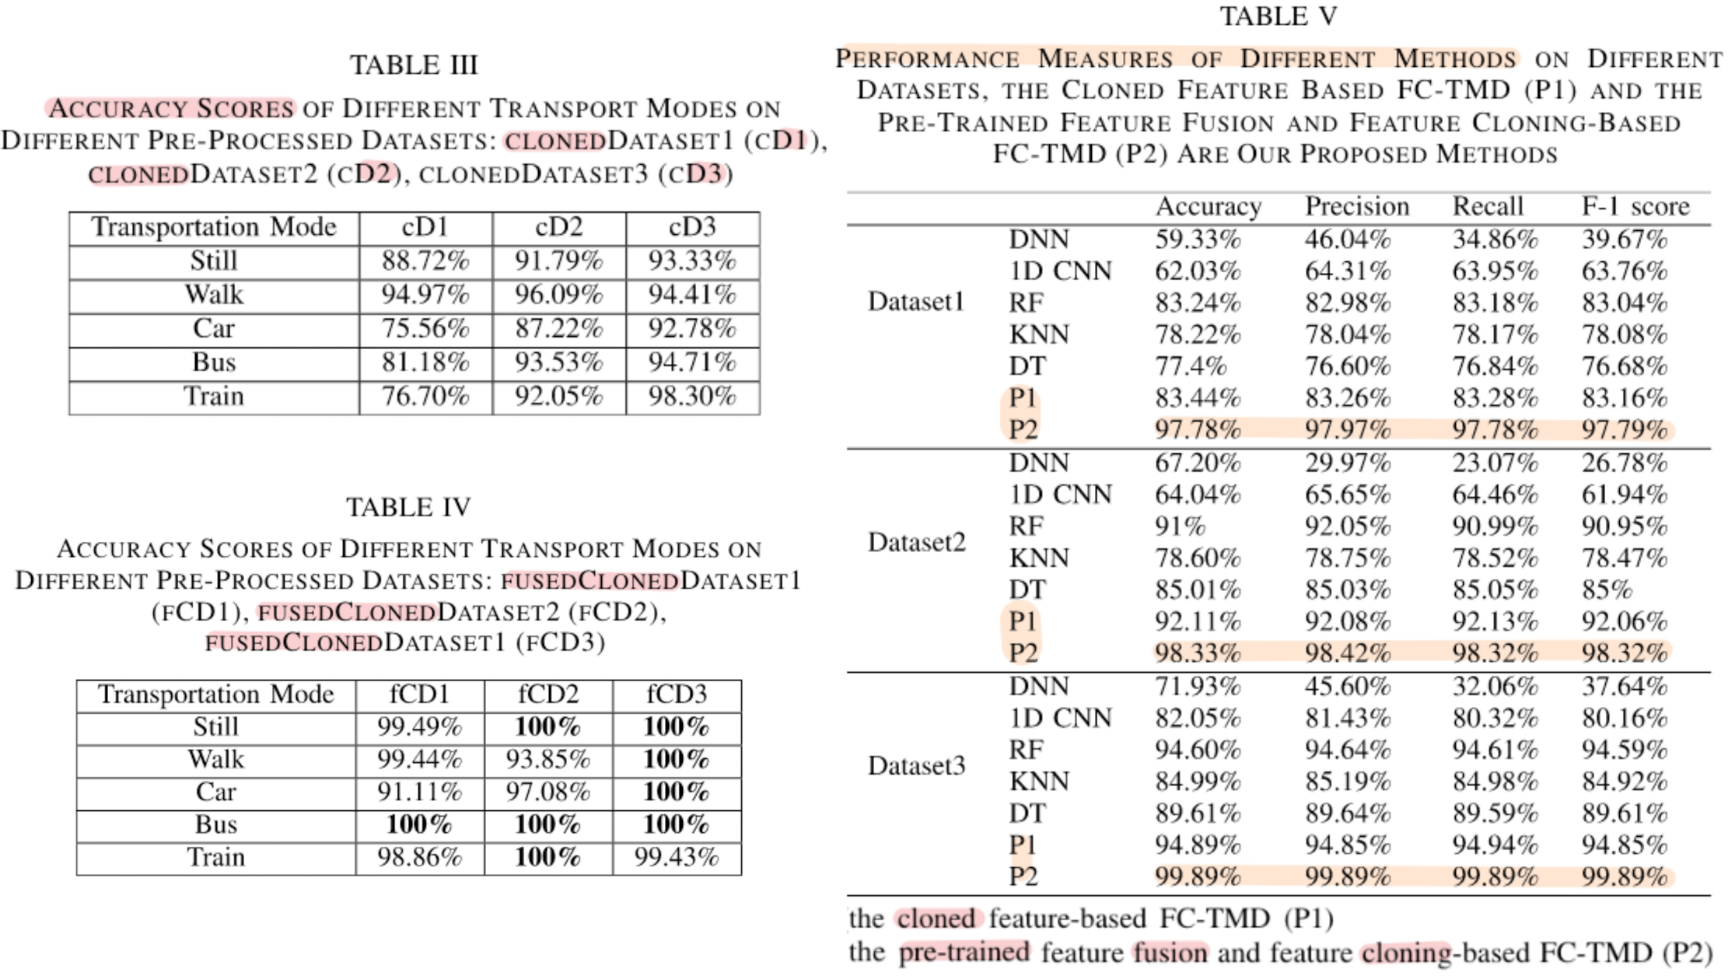 TABLE III
ACCURACY SCORES OF DIFFERENT TRANSPORT MODES ON
DIFFERENT PRE-PROCESSED DATASETS: CLONEDDATASET1 (CD1),
CLONEDDATASET2 (CD2), CLONEDDATASET3 (CD3)
Transportation Mode cD1 cD2 cD3
Still 88.72% 91.79% 93.33%
Walk 94.97% 96.09% 94.41%
Car 75.56% 87.22% 92.78%
Bus 81.18% 93.53% 94.71%
Train 76.70% 92.05% 98.30%
TABLE IV
ACCURACY SCORES OF DIFFERENT TRANSPORT MODES ON
DIFFERENT PRE-PROCESSED DATASETS: FUSEDCLONEDDATASET1
(FCD1), FUSEDCLONEDDATASET2 (FCD2),
FUSEDCLONEDDATASET1 (FCD3)
Transportation Mode fCD1 fCD2 fCD3
Still 99.49% 100% 100%
Walk 99.44% 93.85% 100%
Car 91.11% 97.08% 100%
Bus 100% 100% 100%
Train 98.86% 100% 99.43%
TABLE V
PERFORMANCE MEASURES OF DIFFERENT METHODS ON DIFFERENT
DATASETS, THE CLONED FEATURE BASED FC-TMD (P1) AND THE
PRE-TRAINED FEATURE FUSION AND FEATURE CLONING-BASED
FC-TMD (P2) ARE OUR PROPOSED METHODS
Accuracy Precision Recall F-1 score
DNN 59.33% 46.04% 34.86% 39.67%
1D CNN 62.03% 64.31% 63.95% 63.76%
Dataset1 RF 83.24% 82.98% 83.18% 83.04%
KNN 78.22% 78.04% 78.17% 78.08%
DT 77.4% 76.60% 76.84% 76.68%
P1 83.44% 83.26% 83.28% 83.16%
P2 97.78% 97.97% 97.78% 97.79%
DNN 67.20% 29.97% 23.07% 26.78%
1D CNN 64.04% 65.65% 64.46% 61.94%
RF 91% 92.05% 90.99% 90.95%
Dataset2 KNN 78.60% 78.75% 78.52% 78.47%
DT 85.01% 85.03% 85.05% 85%
P1 92.11% 92.08% 92.13% 92.06%
P2 98.33% 98.42% 98.32% 98.32%
DNN 71.93% 45.60% 32.06% 37.64%
1D CNN 82.05% 81.43% 80.32% 80.16%
RF 94.60% 94.64% 94.61% 94.59%
Dataset3 KNN 84.99% 85.19% 84.98% 84.92%
DT 89.61% 89.64% 89.59% 89.61%
P1 94.89% 94.85% 94.94% 94.85%
P2 99.89% 99.89% 99.89% 99.89%
the cloned feature-based FC-TMD (P1)
the pre-trained feature fusion and feature cloning-based FC-TMD (P2)